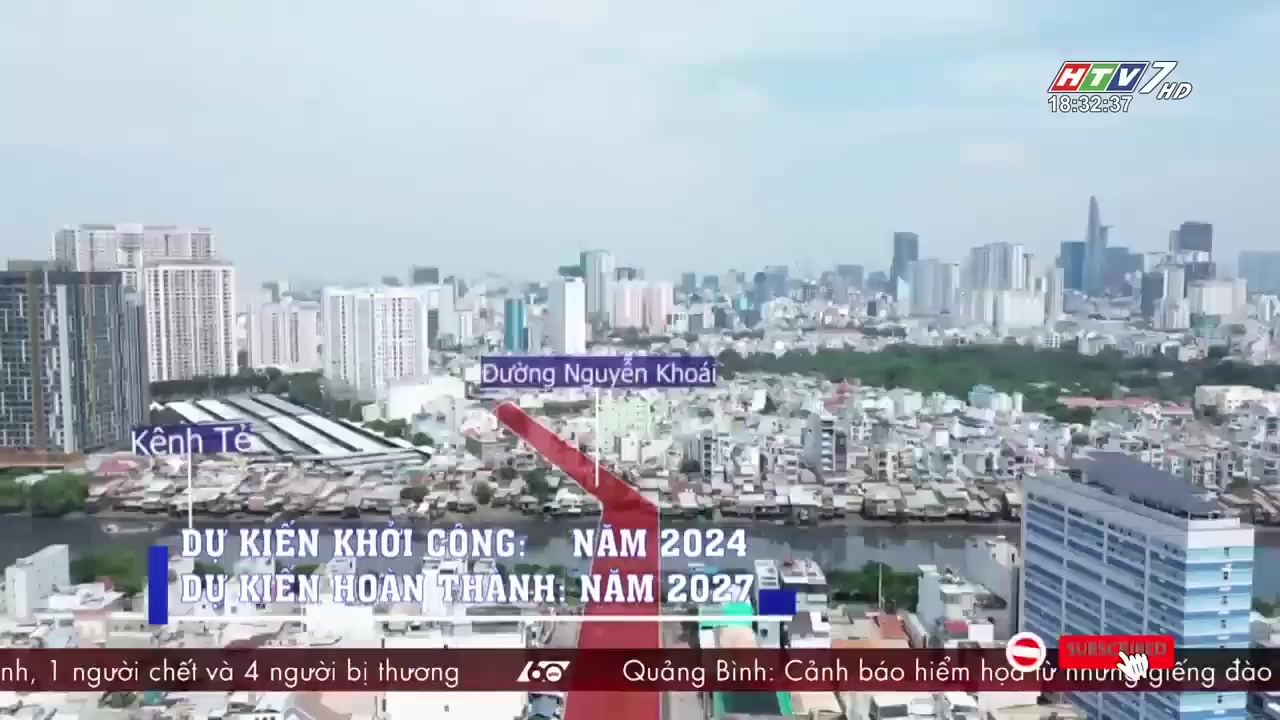 HTV7 HD
18:32:37
Đường Nguyễn Khoái
Kênh Tẻ
DỰ KIẾN KHỞI CÔNG: NĂM 2024
DỰ KIẾN HOÀN THÀNH: NĂM 2027
SUBSCRIBED
nh, 1 người chết và 4 người bị thương 60 Quảng Bình: Cảnh báo hiểm họa từ những giếng đào